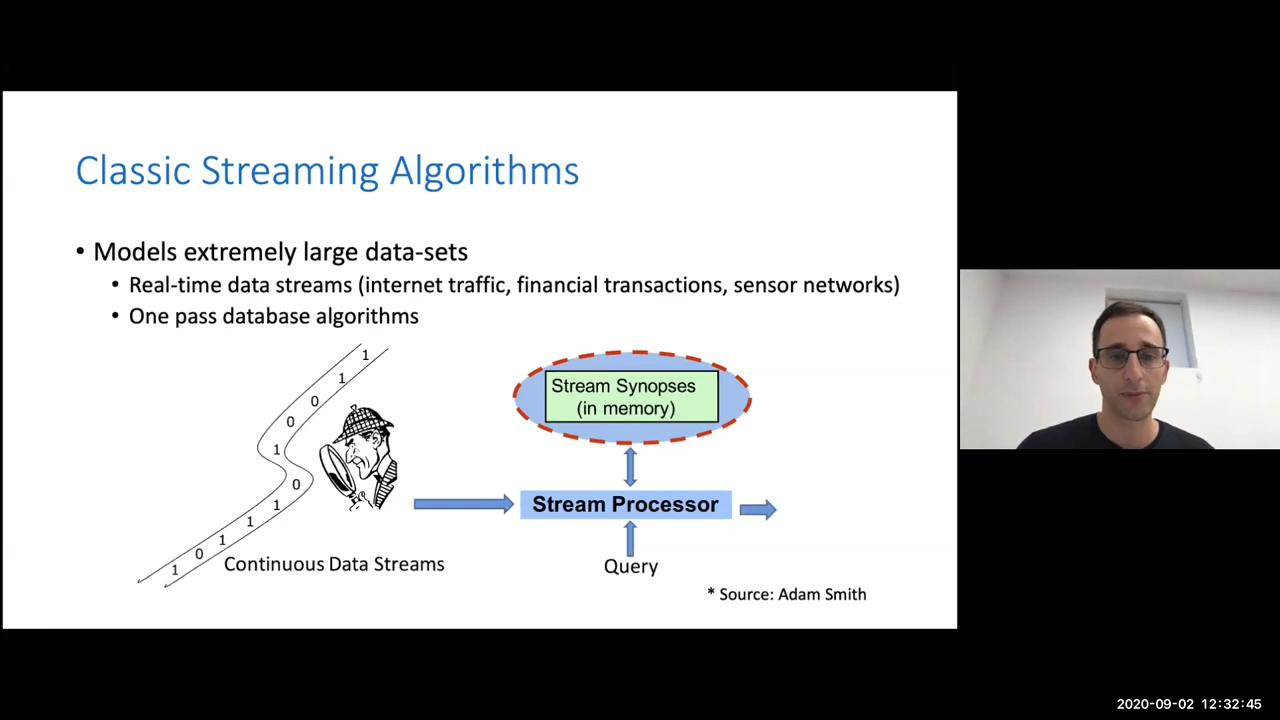 Classic Streaming Algorithms
• Models extremely large data-sets
• Real-time data streams (internet traffic, financial transactions, sensor networks)
• One pass database algorithms
1
1
0
0
1
0
1
1
1
0
1
Continuous Data Streams
Stream Synopses
(in memory)
Stream Processor
Query
* Source: Adam Smith
2020-09-02 12:32:45